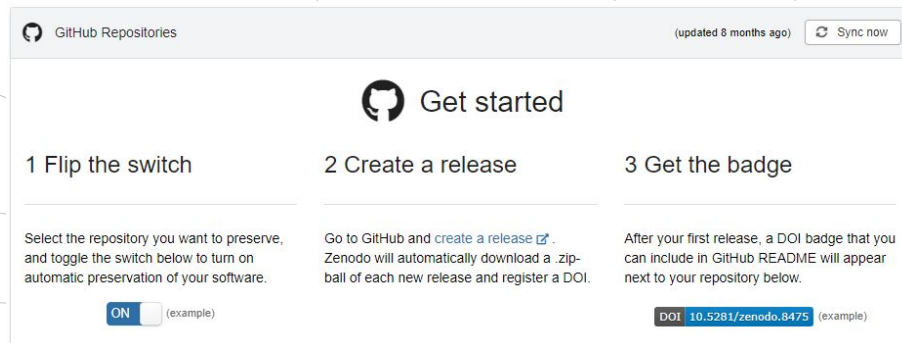 GitHub Repositories
(updated 8 months ago)
Sync now
Get started
1 Flip the switch
Select the repository you want to preserve,
and toggle the switch below to turn on
automatic preservation of your software.
ON
(example)
2 Create a release
Go to GitHub and create a release .
Zenodo will automatically download a .zip-
ball of each new release and register a DOI.
3 Get the badge
After your first release, a DOI badge that you
can include in GitHub README will appear
next to your repository below.
DOI 10.5281/zenodo.8475
(example)